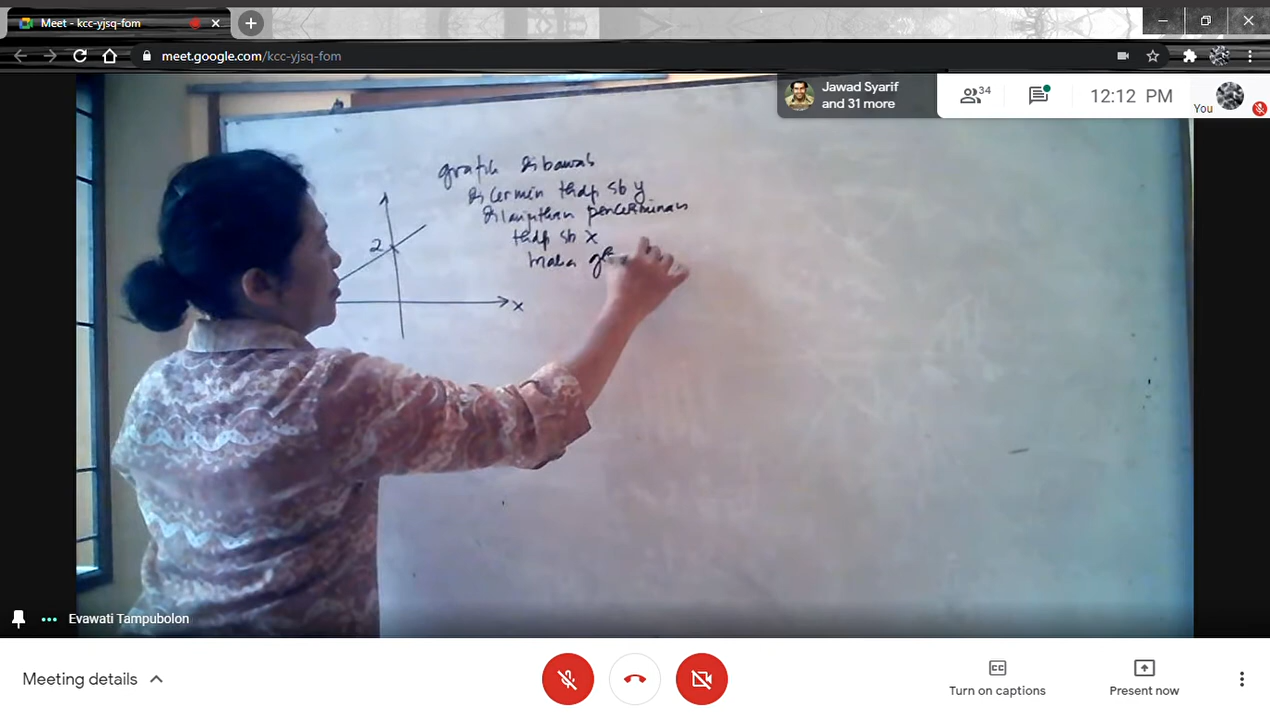 Meet - kcc-yjsq-fom
meet.google.com/kcc-yjsq-fom
Jawad Syarif
and 31 more
34
12:12 PM
You
grafik dibawah
dicermin thdp sb y
dilanjutkan pencerminan
thdp sb x
maka
2
x
Evawati Tampubolon
Meeting details
CC
Turn on captions
Present now